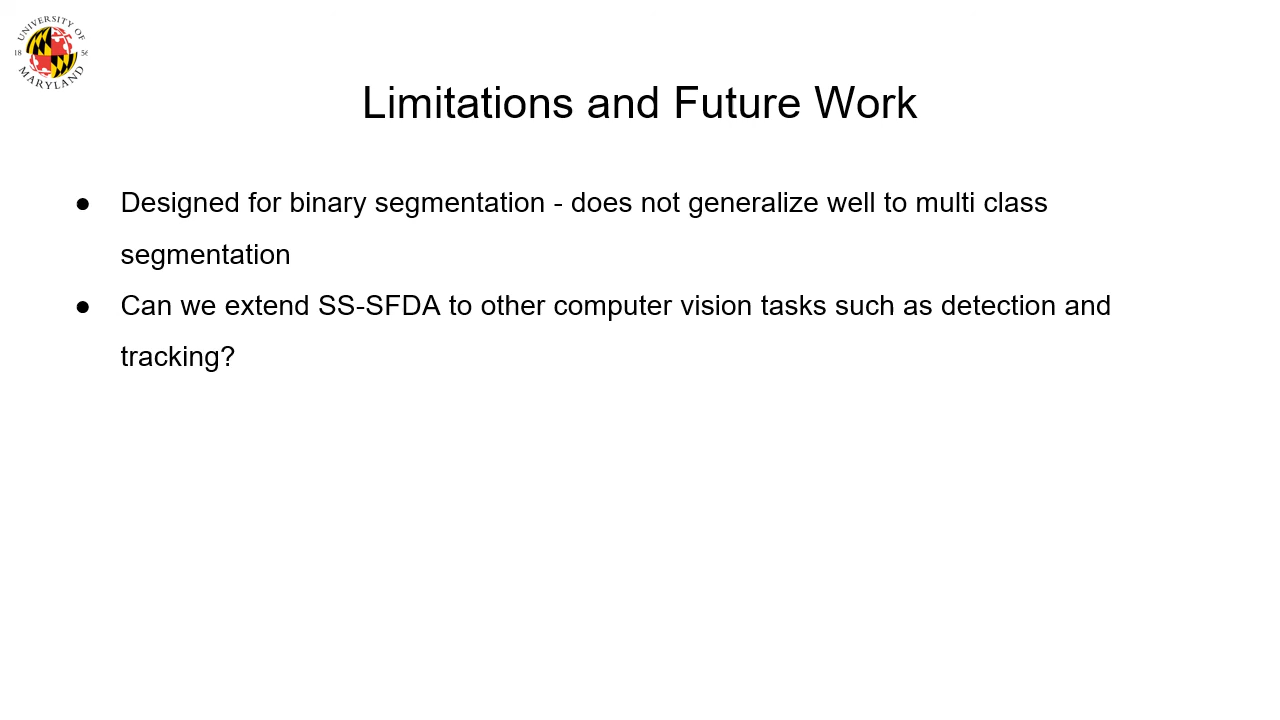 UNIVERSITY OF
18 56
MARYLAND
Limitations and Future Work
● Designed for binary segmentation - does not generalize well to multi class
segmentation
● Can we extend SS-SFDA to other computer vision tasks such as detection and
tracking?